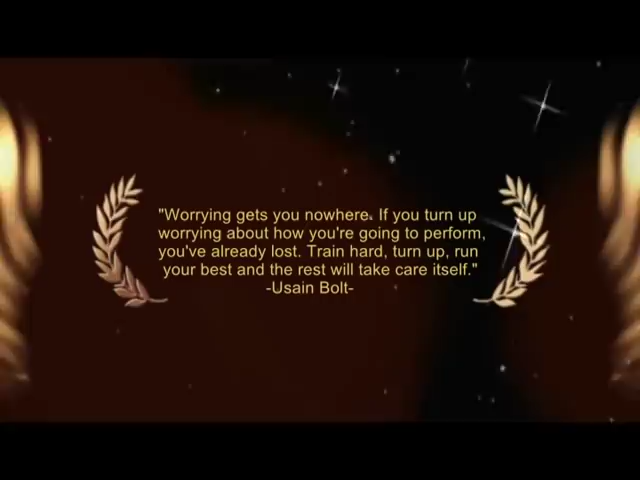 "Worrying gets you nowhere. If you turn up
worrying about how you're going to perform,
you've already lost. Train hard, turn up, run
your best and the rest will take care itself."
-Usain Bolt-